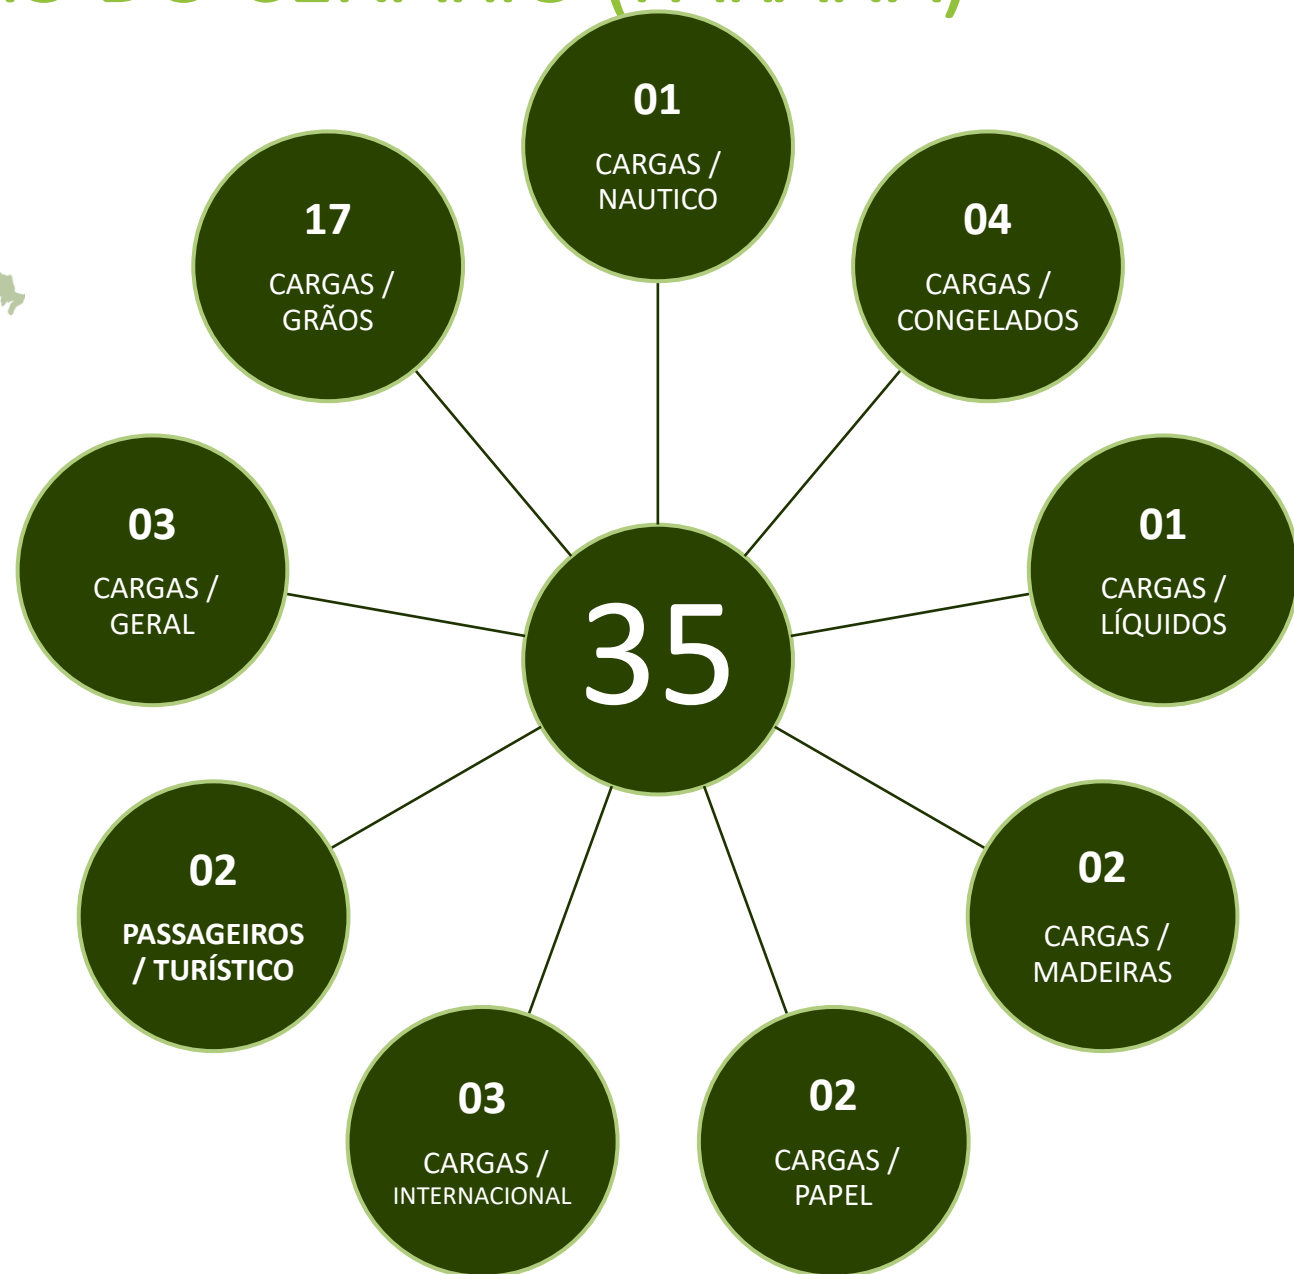 01
CARGAS /
NAUTICO
04
CARGAS /
CONGELADOS
01
CARGAS /
LÍQUIDOS
02
CARGAS /
MADEIRAS
02
CARGAS /
PAPEL
03
CARGAS /
INTERNACIONAL
02
PASSAGEIROS
/ TURÍSTICO
03
CARGAS /
GERAL
17
CARGAS /
GRÃOS
35